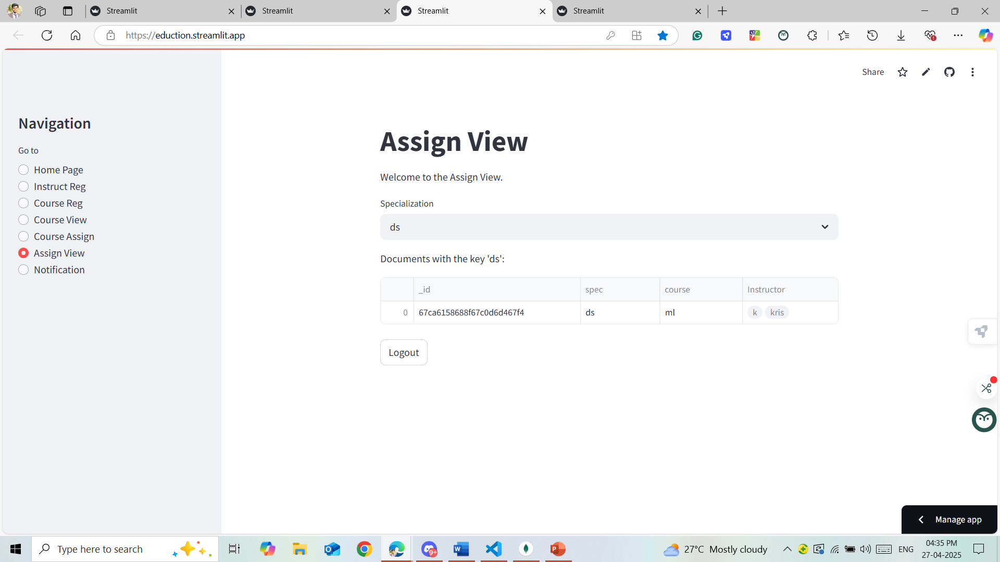 Streamlit
Streamlit
Streamlit
Streamlit
https://eduction.streamlit.app
Share
Navigation
Go to
Home Page
Instruct Reg
Course Reg
Course View
Course Assign
Assign View
Notification
Assign View
Welcome to the Assign View.
Specialization
ds
Documents with the key 'ds':
_id spec course Instructor
0 67ca6158688f67c0d6d467f4 ds ml k kris
Logout
Manage app
Type here to search
9+
27°C Mostly cloudy
ENG
04:35 PM
27-04-2025